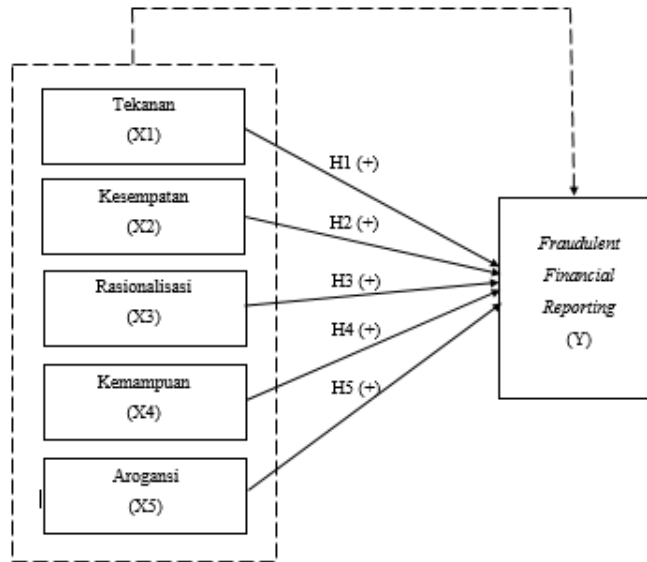 Tekanan
(X1)
Kesempatan
(X2)
Rasionalisasi
(X3)
Kemampuan
(X4)
Arogansi
(X5)
H1 (+)
H2 (+)
H3 (+)
H4 (+)
H5 (+)
Fraudulent
Financial
Reporting
(Y)